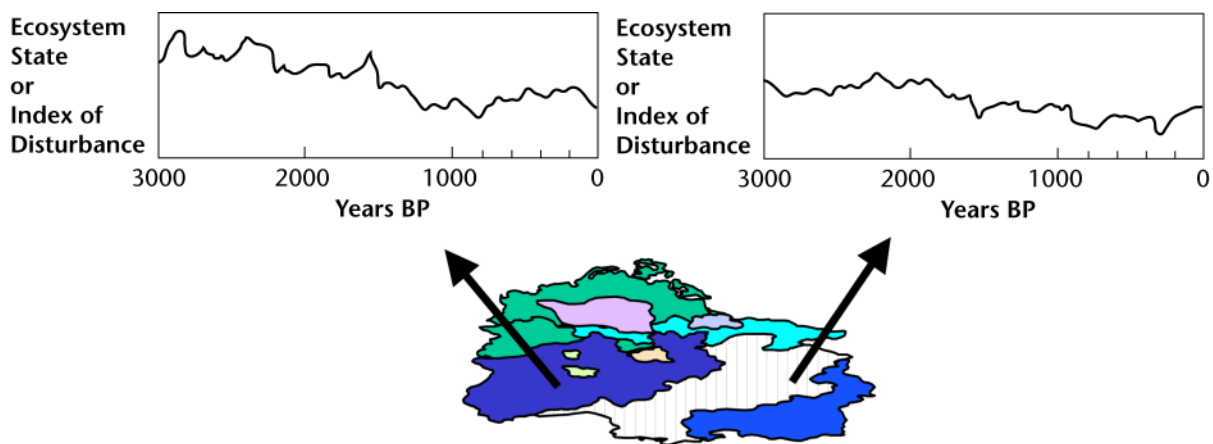 Ecosystem
State
or
Index of
Disturbance
3000 2000 1000 0
Years BP
Ecosystem
State
or
Index of
Disturbance
3000 2000 1000 0
Years BP